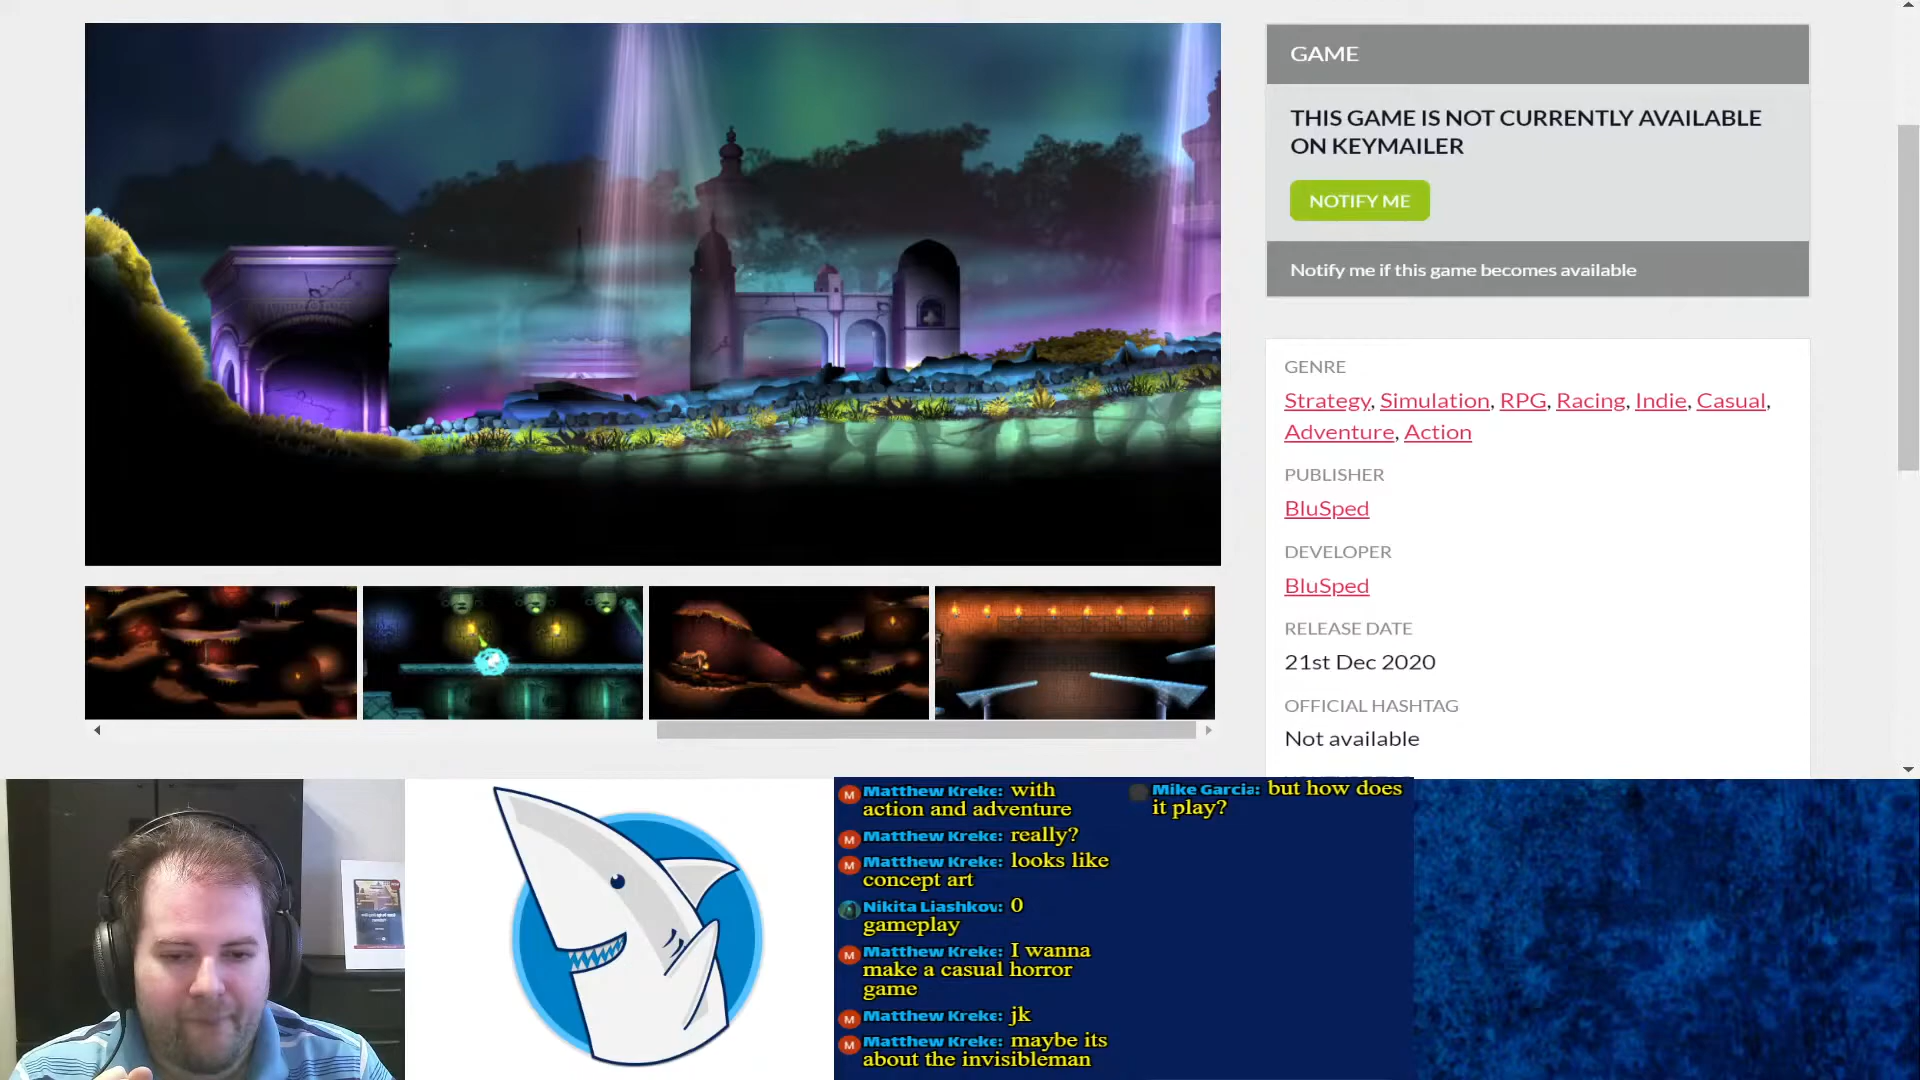 GAME
THIS GAME IS NOT CURRENTLY AVAILABLE
ON KEYMAILER
NOTIFY ME
Notify me if this game becomes available
GENRE
Strategy, Simulation, RPG, Racing, Indie, Casual,
Adventure, Action
PUBLISHER
BluSped
DEVELOPER
BluSped
RELEASE DATE
21st Dec 2020
OFFICIAL HASHTAG
Not available
M Matthew Kreke: with
action and adventure
M Matthew Kreke: really?
M Matthew Kreke: looks like
concept art
Nikita Liashkov: 0
gameplay
M Matthew Kreke: I wanna
make a casual horror
game
M Matthew Kreke: jk
M Matthew Kreke: maybe its
about the invisibleman
Mike Garcia: but how does
it play?